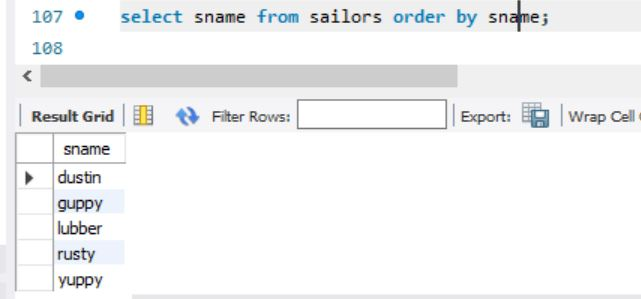 107 select sname from sailors order by sname;
108
Result Grid Filter Rows: Export: Wrap Cell
sname
dustin
guppy
lubber
rusty
yuppy